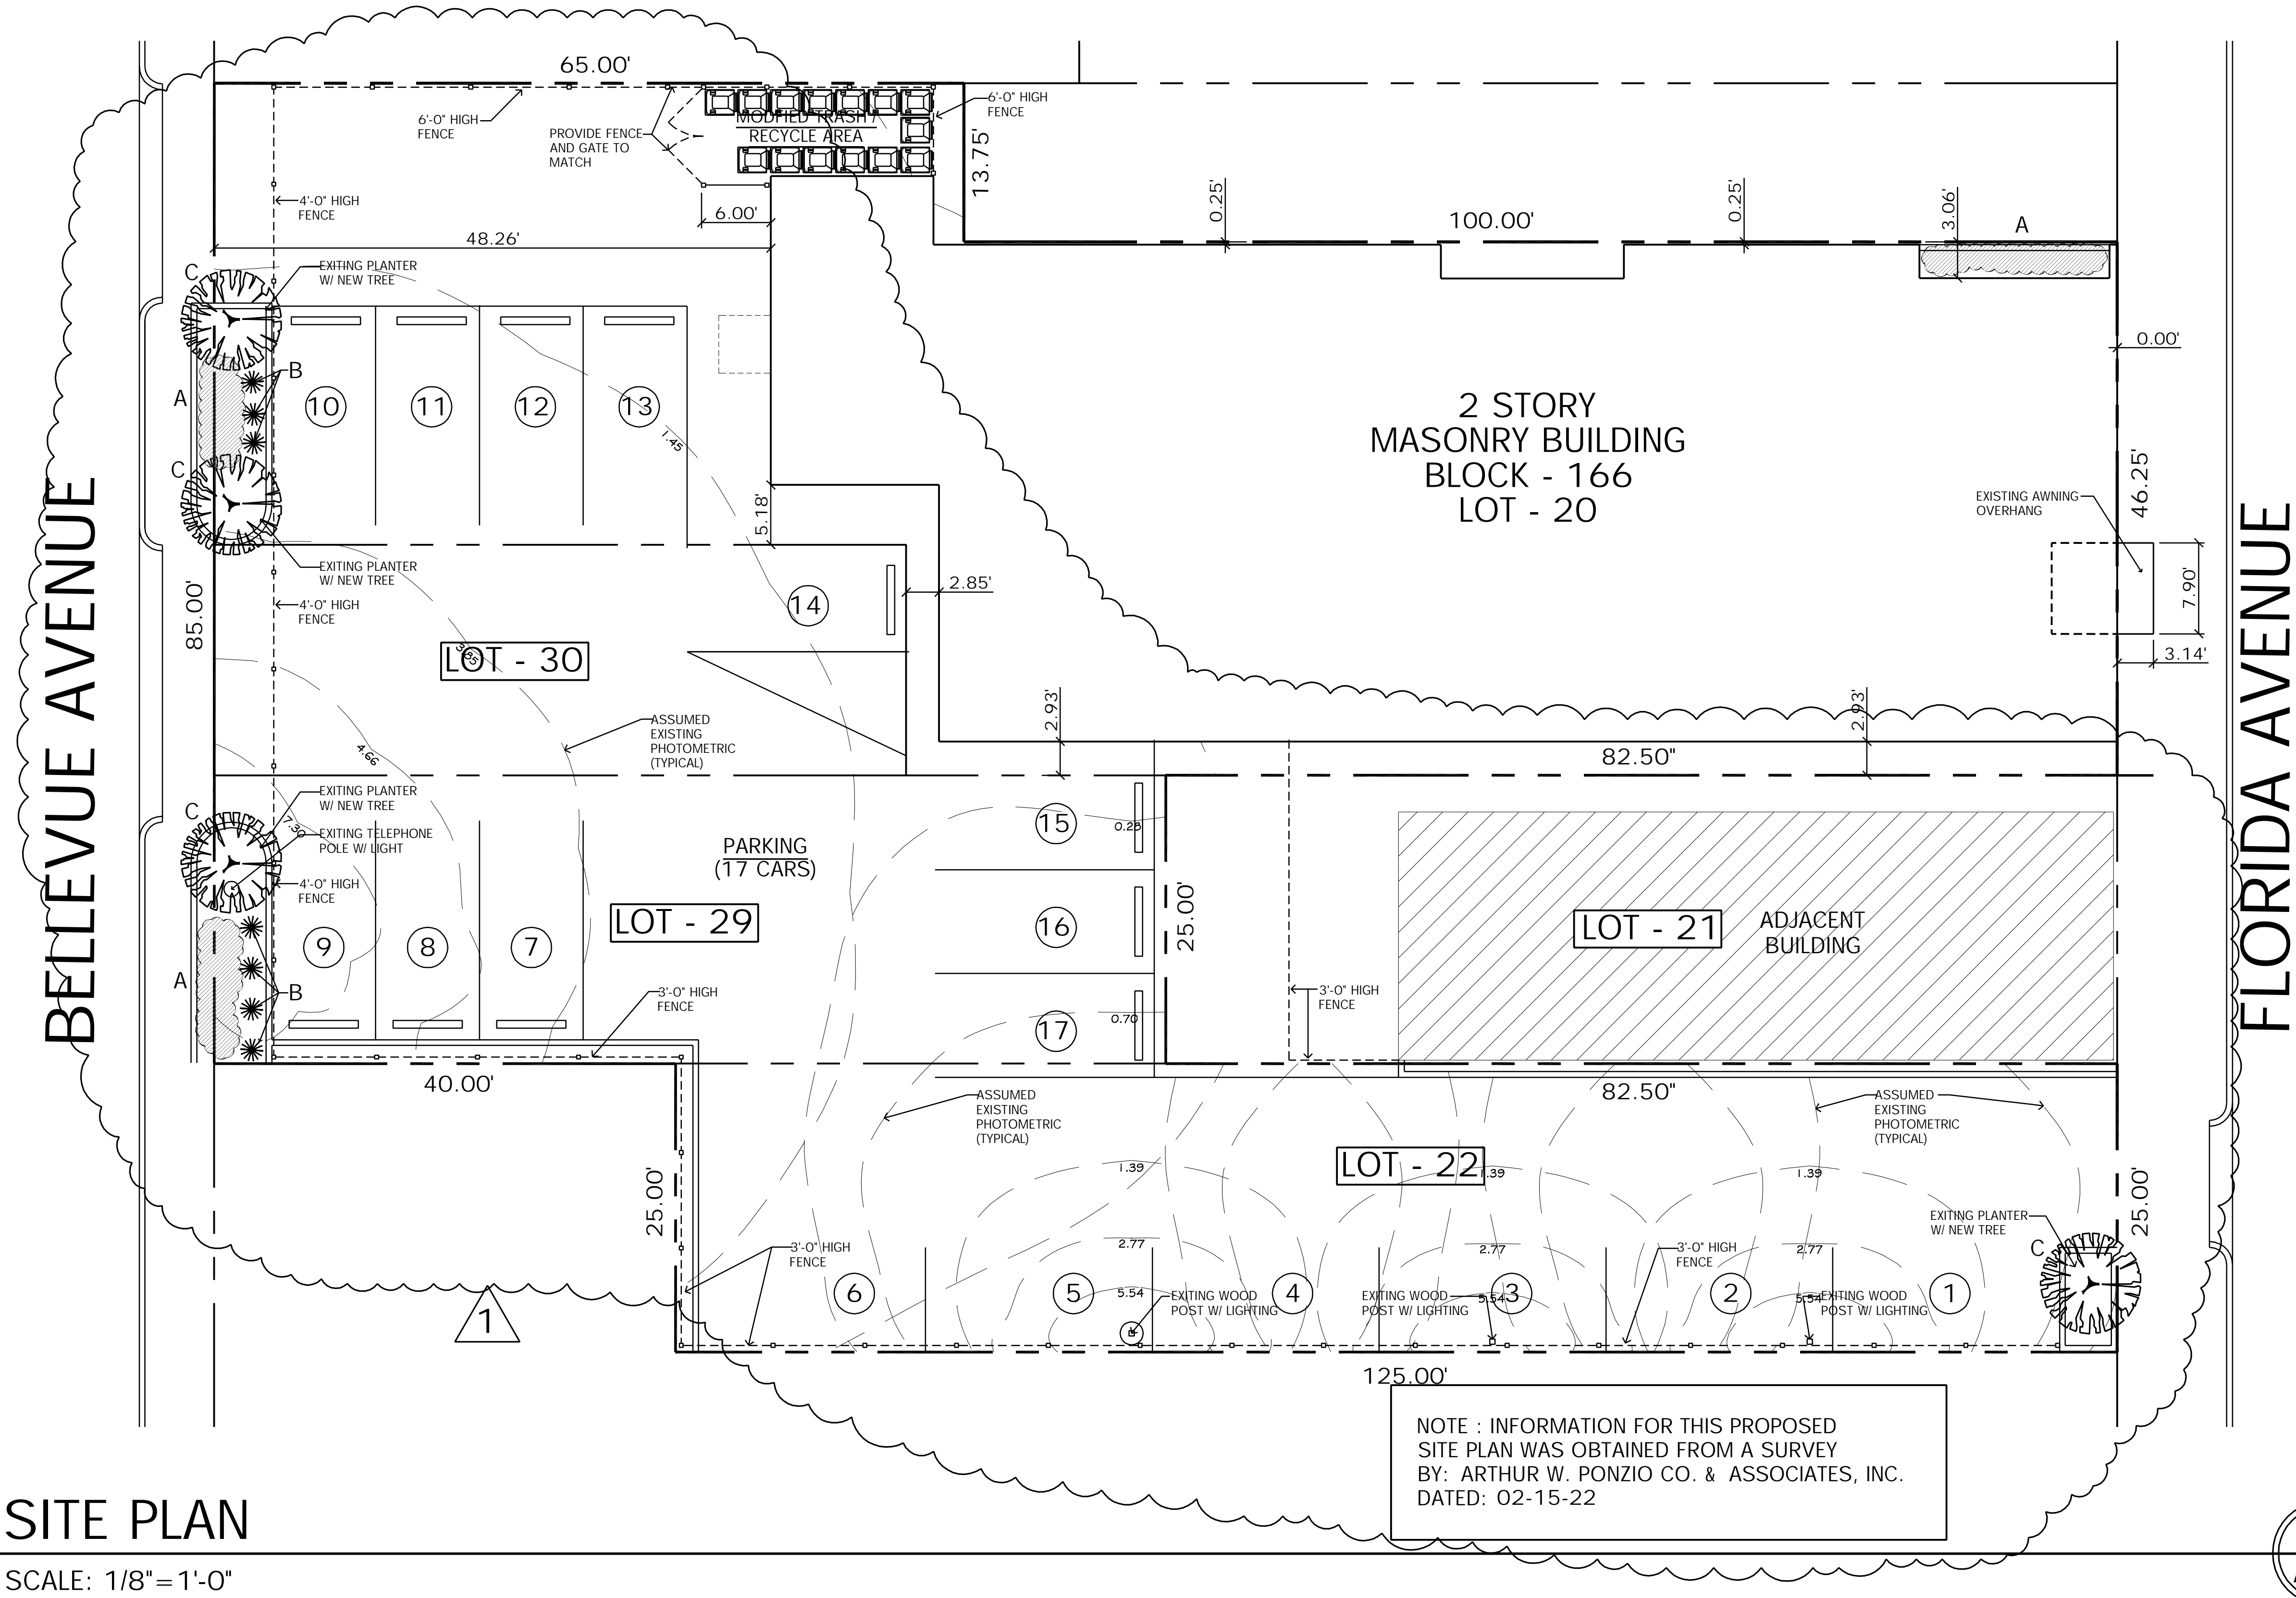 65.00'
6'-0" HIGH
FENCE
PROVIDE FENCE
AND GATE TO
MATCH
MODFIED TRASH /
RECYCLE AREA
6'-0" HIGH
FENCE
13.75'
4'-0" HIGH
FENCE
6.00'
48.26'
0.25'
100.00'
0.25'
3.06'
A
C
EXITING PLANTER
W/ NEW TREE
0.00'
B
A
10
11
12
13
1.45
2 STORY
MASONRY BUILDING
BLOCK - 166
LOT - 20
46.25'
EXISTING AWNING
OVERHANG
C
5.18'
EXITING PLANTER
W/ NEW TREE
85.00'
4'-0" HIGH
FENCE
14
2.85'
7.90'
LOT - 30
3.85
3.14'
BELLEVUE AVENUE
FLORIDA AVENUE
ASSUMED
EXISTING
PHOTOMETRIC
(TYPICAL)
4.66
2.93'
2.93'
82.50"
EXITING PLANTER
W/ NEW TREE
C
7.30
EXITING TELEPHONE
POLE W/ LIGHT
4'-0" HIGH
FENCE
PARKING
(17 CARS)
15
0.28
LOT - 29
16
25.00'
LOT - 21
ADJACENT
BUILDING
9
8
7
A
B
3'-0" HIGH
FENCE
3'-0" HIGH
FENCE
17
0.70
40.00'
82.50"
ASSUMED
EXISTING
PHOTOMETRIC
(TYPICAL)
ASSUMED
EXISTING
PHOTOMETRIC
(TYPICAL)
25.00'
1.39
LOT - 22
1.39
1.39
25.00'
EXITING PLANTER
W/ NEW TREE
C
3'-0" HIGH
FENCE
2.77
2.77
3'-0" HIGH
FENCE
2.77
6
5
5.54
EXITING WOOD
POST W/ LIGHTING
4
EXITING WOOD
POST W/ LIGHTING
5.54
3
2
5.54
EXITING WOOD
POST W/ LIGHTING
1
1
125.00'
NOTE : INFORMATION FOR THIS PROPOSED
SITE PLAN WAS OBTAINED FROM A SURVEY
BY: ARTHUR W. PONZIO CO. & ASSOCIATES, INC.
DATED: 02-15-22
SITE PLAN
SCALE: 1/8"=1'-0"